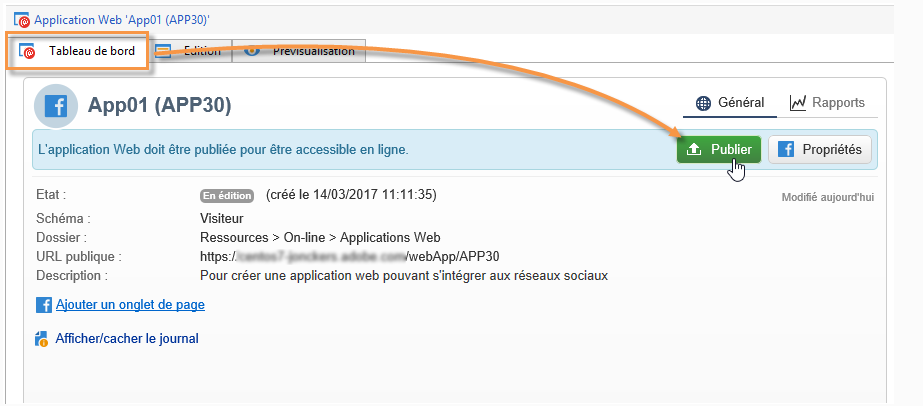 Application Web 'App01 (APP30)'
Tableau de bord Edition Prévisualisation
App01 (APP30) Général Rapports
L'application Web doit être publiée pour être accessible en ligne. Publier Propriétés
Etat : En édition (créé le 14/03/2017 11:11:35) Modifié aujourd'hui
Schéma : Visiteur
Dossier : Ressources > On-line > Applications Web
URL publique : https:/ /webApp/APP30
Description : Pour créer une application web pouvant s'intégrer aux réseaux sociaux
Ajouter un onglet de page
Afficher/cacher le journal